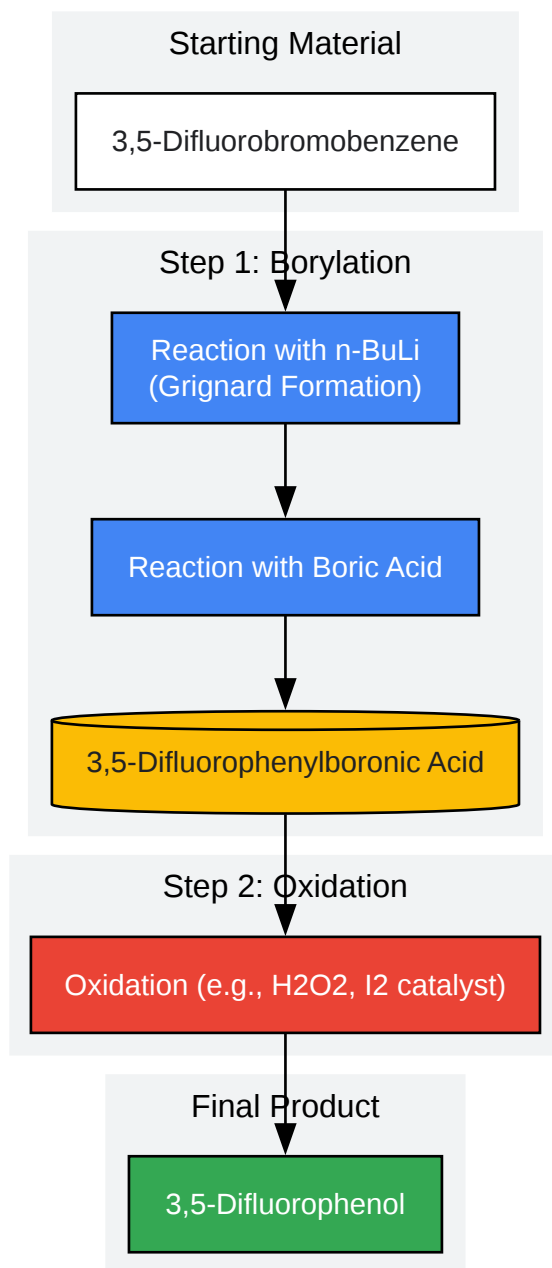 Starting Material
3,5-Difluorobromobenzene
Step 1: Borylation
Reaction with n-BuLi
(Grignard Formation)
Reaction with Boric Acid
3,5-Difluorophenylboronic Acid
Step 2: Oxidation
Oxidation (e.g., H2O2, I2 catalyst)
Final Product
3,5-Difluorophenol